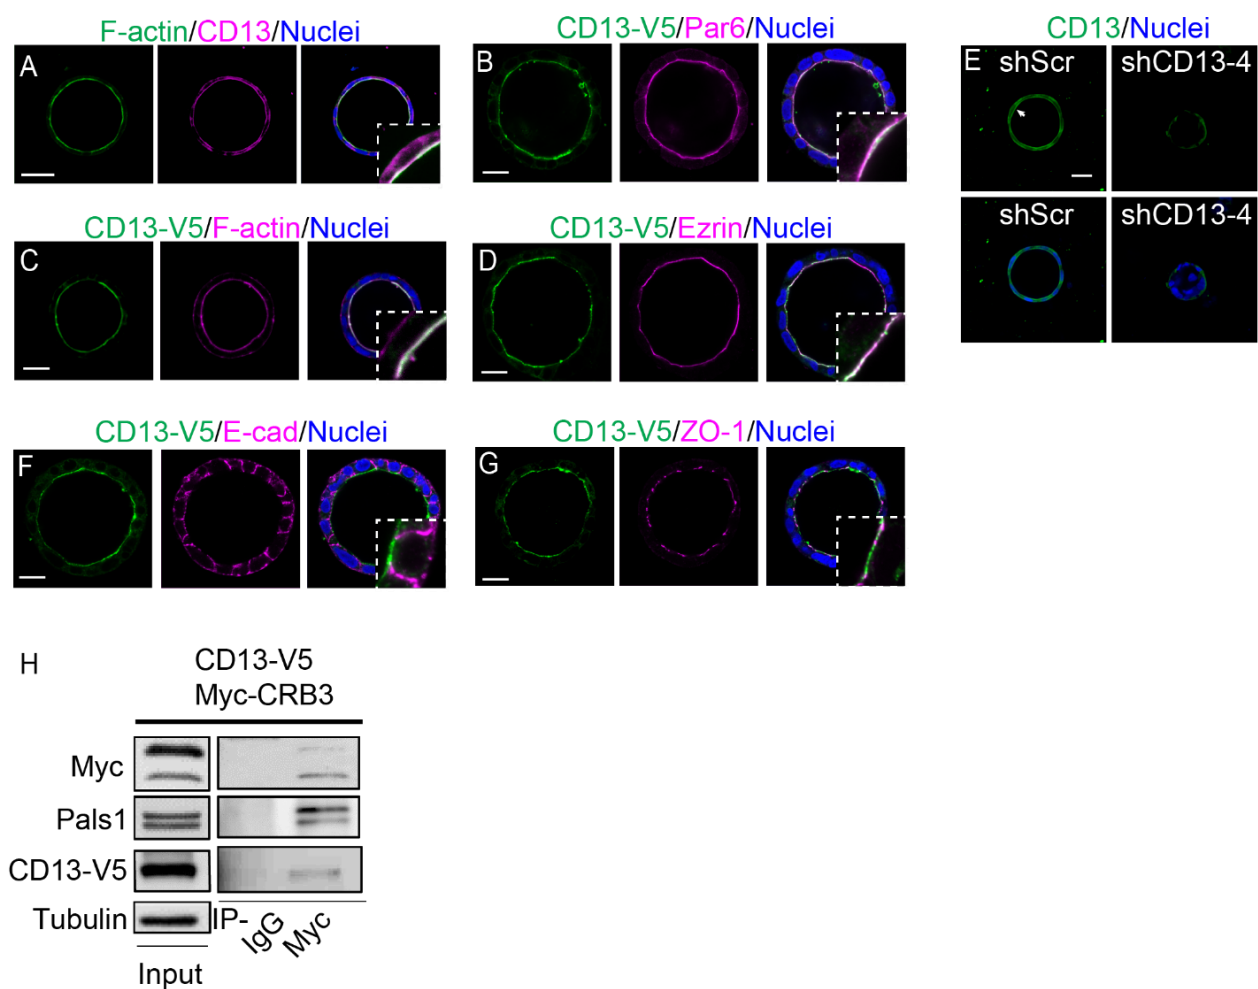 F-actin/CD13/Nuclei
A
CD13-V5/Par6/Nuclei
B
CD13/Nuclei
E
shScr
shCD13-4
shScr
shCD13-4
CD13-V5/F-actin/Nuclei
C
CD13-V5/Ezrin/Nuclei
D
CD13-V5/E-cad/Nuclei
F
CD13-V5/ZO-1/Nuclei
G
H
CD13-V5
Myc-CRB3
Myc
Pals1
CD13-V5
Tubulin
IP-
IgG
Myc
Input